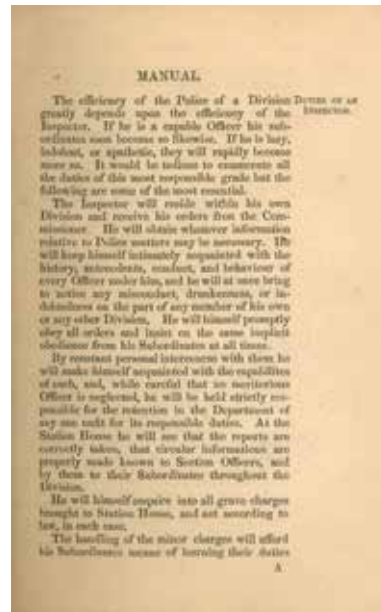 MANUAL.
The efficiency of the Police of a Division
DUTIES OF AN
INSPECTOR.
greatly depends upon the efficiency of the
Inspector. If he is a capable Officer his sub-
ordinates soon become so likewise. If he is lazy,
indolent, or apathetic, they will rapidly become
more so. It would be tedious to enumerate all
the duties of this most responsible grade but the
following are some of the most essential.
The Inspector will reside within his own
Division and receive his orders from the Com-
missioner. He will obtain whatever information
relative to Police matters may be necessary. He
will keep himself intimately acquainted with the
history, antecedents, conduct, and behaviour of
every Officer under him, and he will at once bring
to notice any misconduct, drunkenness, or in-
debtedness on the part of any member of his own
or any other Division. He will himself promptly
obey all orders and insist on the same implicit
obedience from his Subordinates at all times.
By constant personal intercourse with them he
will make himself acquainted with the capabilities
of each, and, while careful that no meritorious
Officer is neglected, he will be held strictly res-
ponsible for the retention in the Department of
any one unfit for its responsible duties. At the
Station House he will see that the reports are
correctly taken, that circular informations are
properly made known to Section Officers, and
by them to their Subordinates throughout the
Division.
He will himself enquire into all grave charges
brought to Station House, and act according to
law, in each case.
The handling of the minor charges will afford
his Subordinates means of learning their duties
A